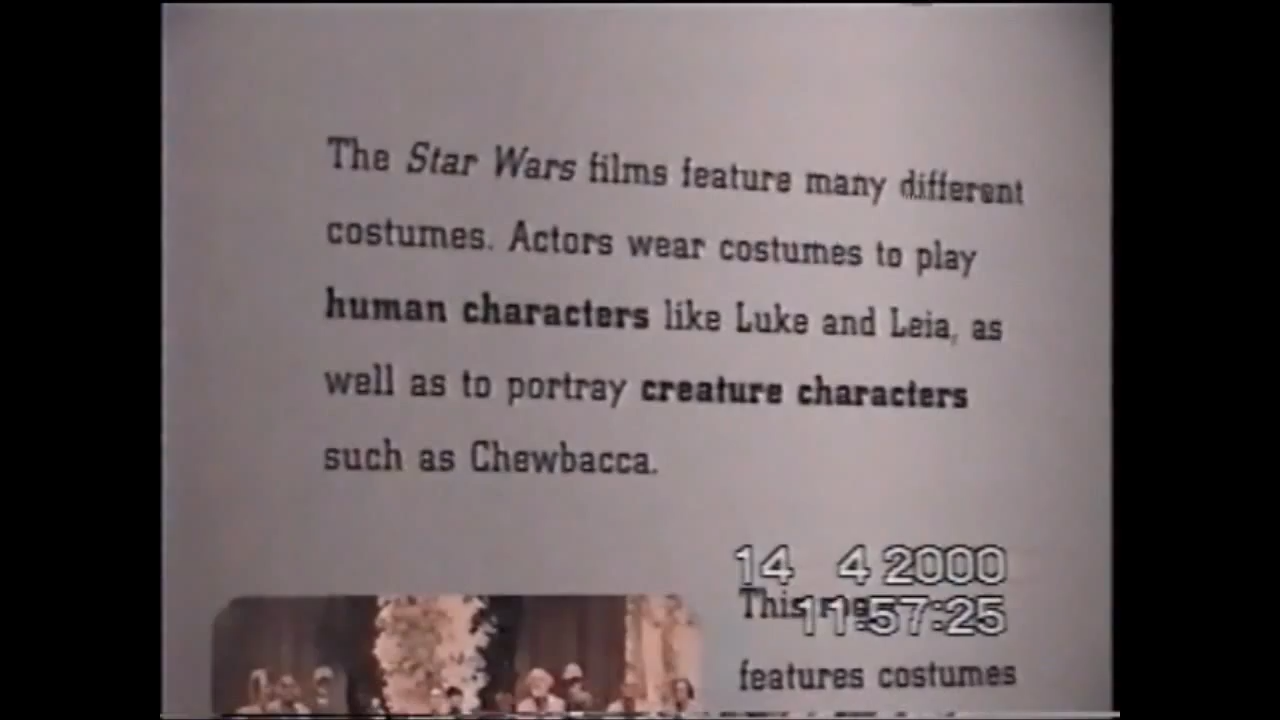 The Star Wars films feature many different
costumes. Actors wear costumes to play
human characters like Luke and Leia, as
well as to portray creature characters
such as Chewbacca.
14 4 2000
This
11:57:25
features costumes